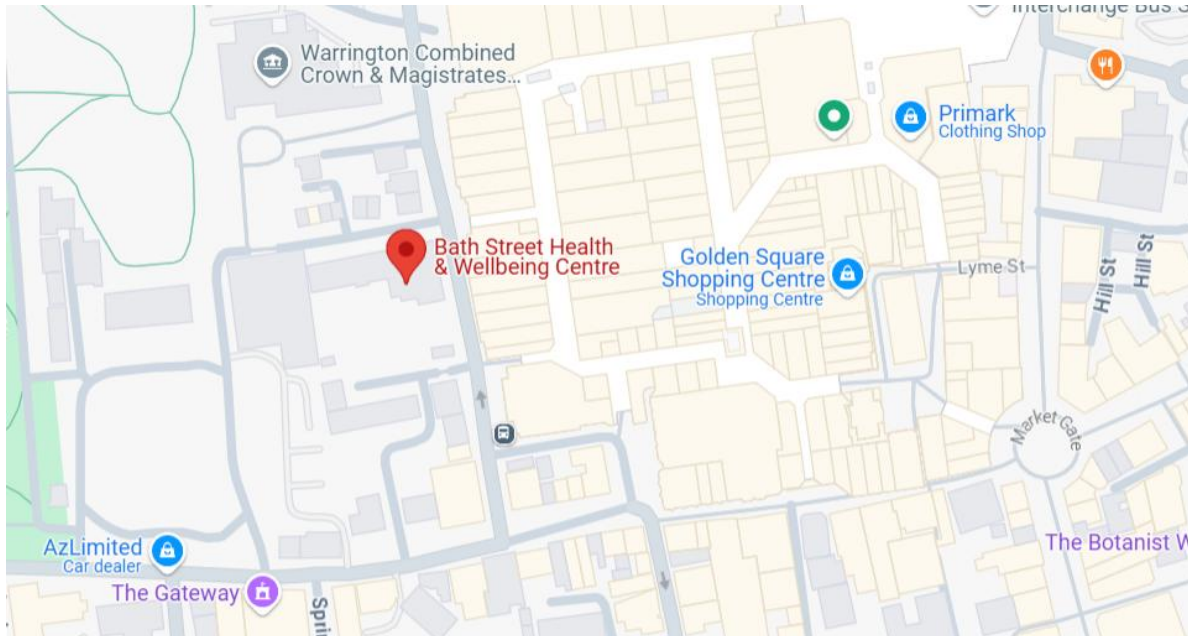 Interchange Bus
Warrington Combined
Crown & Magistrates...
Primark
Clothing Shop
Bath Street Health
& Wellbeing Centre
Golden Square
Shopping Centre
Shopping Centre
Lyme St
Hill St
Hill St
Market Gate
AzLimited
Car dealer
The Gateway
The Botanist